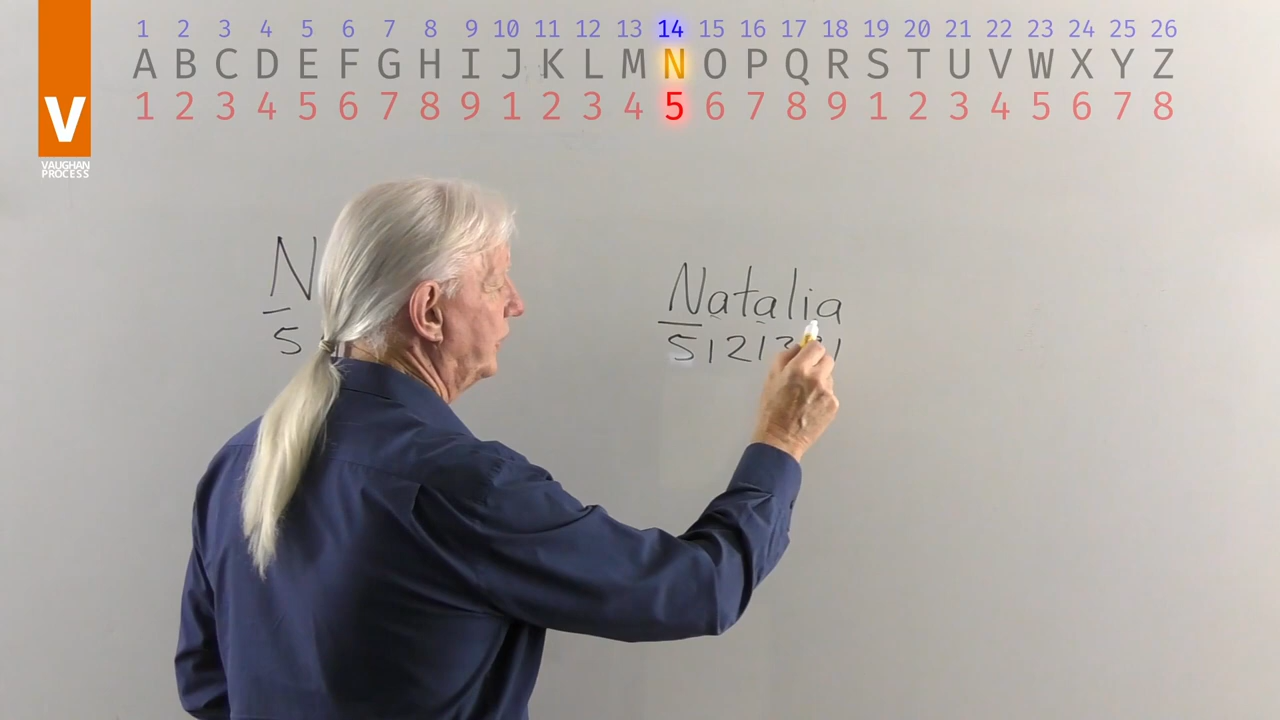 1 2 3 4 5 6 7 8 9 10 11 12 13 14 15 16 17 18 19 20 21 22 23 24 25 26
A B C D E F G H I J K L M N O P Q R S T U V W X Y Z
1 2 3 4 5 6 7 8 9 1 2 3 4 5 6 7 8 9 1 2 3 4 5 6 7 8
V
VAUGHAN
PROCESS
N
5
Natalia
51213 1